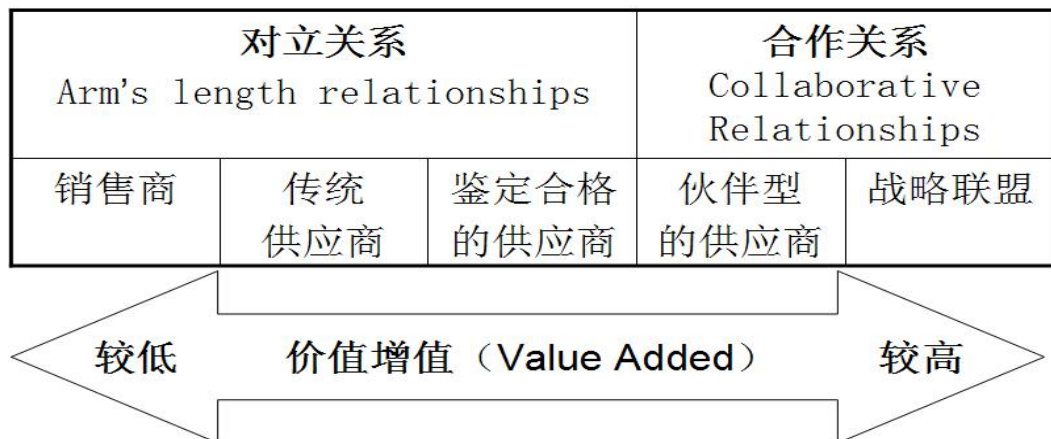 对立关系
Arm's length relationships
合作关系
Collaborative
Relationships
销售商
传统
供应商
鉴定合格
的供应商
伙伴型
的供应商
战略联盟
较低
价值增值（Value Added）
较高